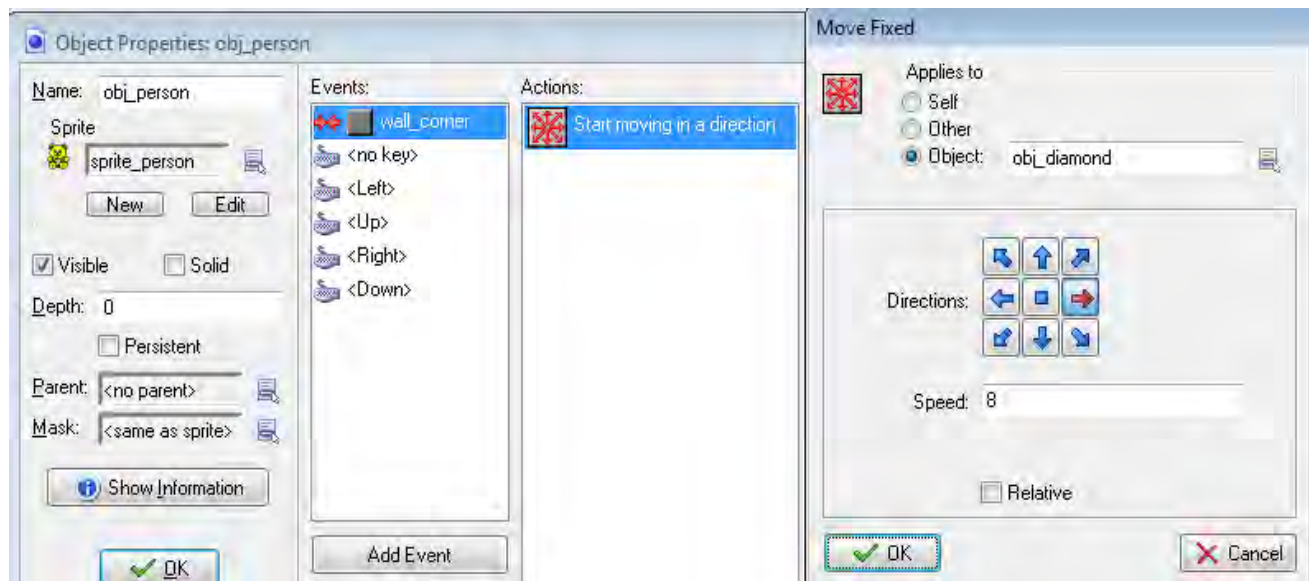 Object Properties: obj_person
Name: obj_person
Sprite
sprite_person
New Edit
Visible Solid
Depth: 0
Persistent
Parent: <no parent>
Mask: <same as sprite>
Show Information
OK
Events:
wall_corner
<no key>
<Left>
<Up>
<Right>
<Down>
Add Event
Actions:
Start moving in a direction
Move Fixed
Applies to
Self
Other
Object: obj_diamond
Directions:
Speed: 8
Relative
OK Cancel